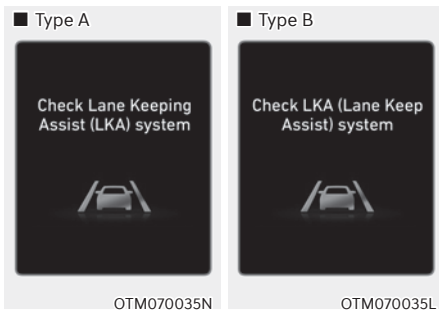 ■ Type A
Check Lane Keeping
Assist (LKA) system
OTM070035N
■ Type B
Check LKA (Lane Keep
Assist) system
OTM070035L